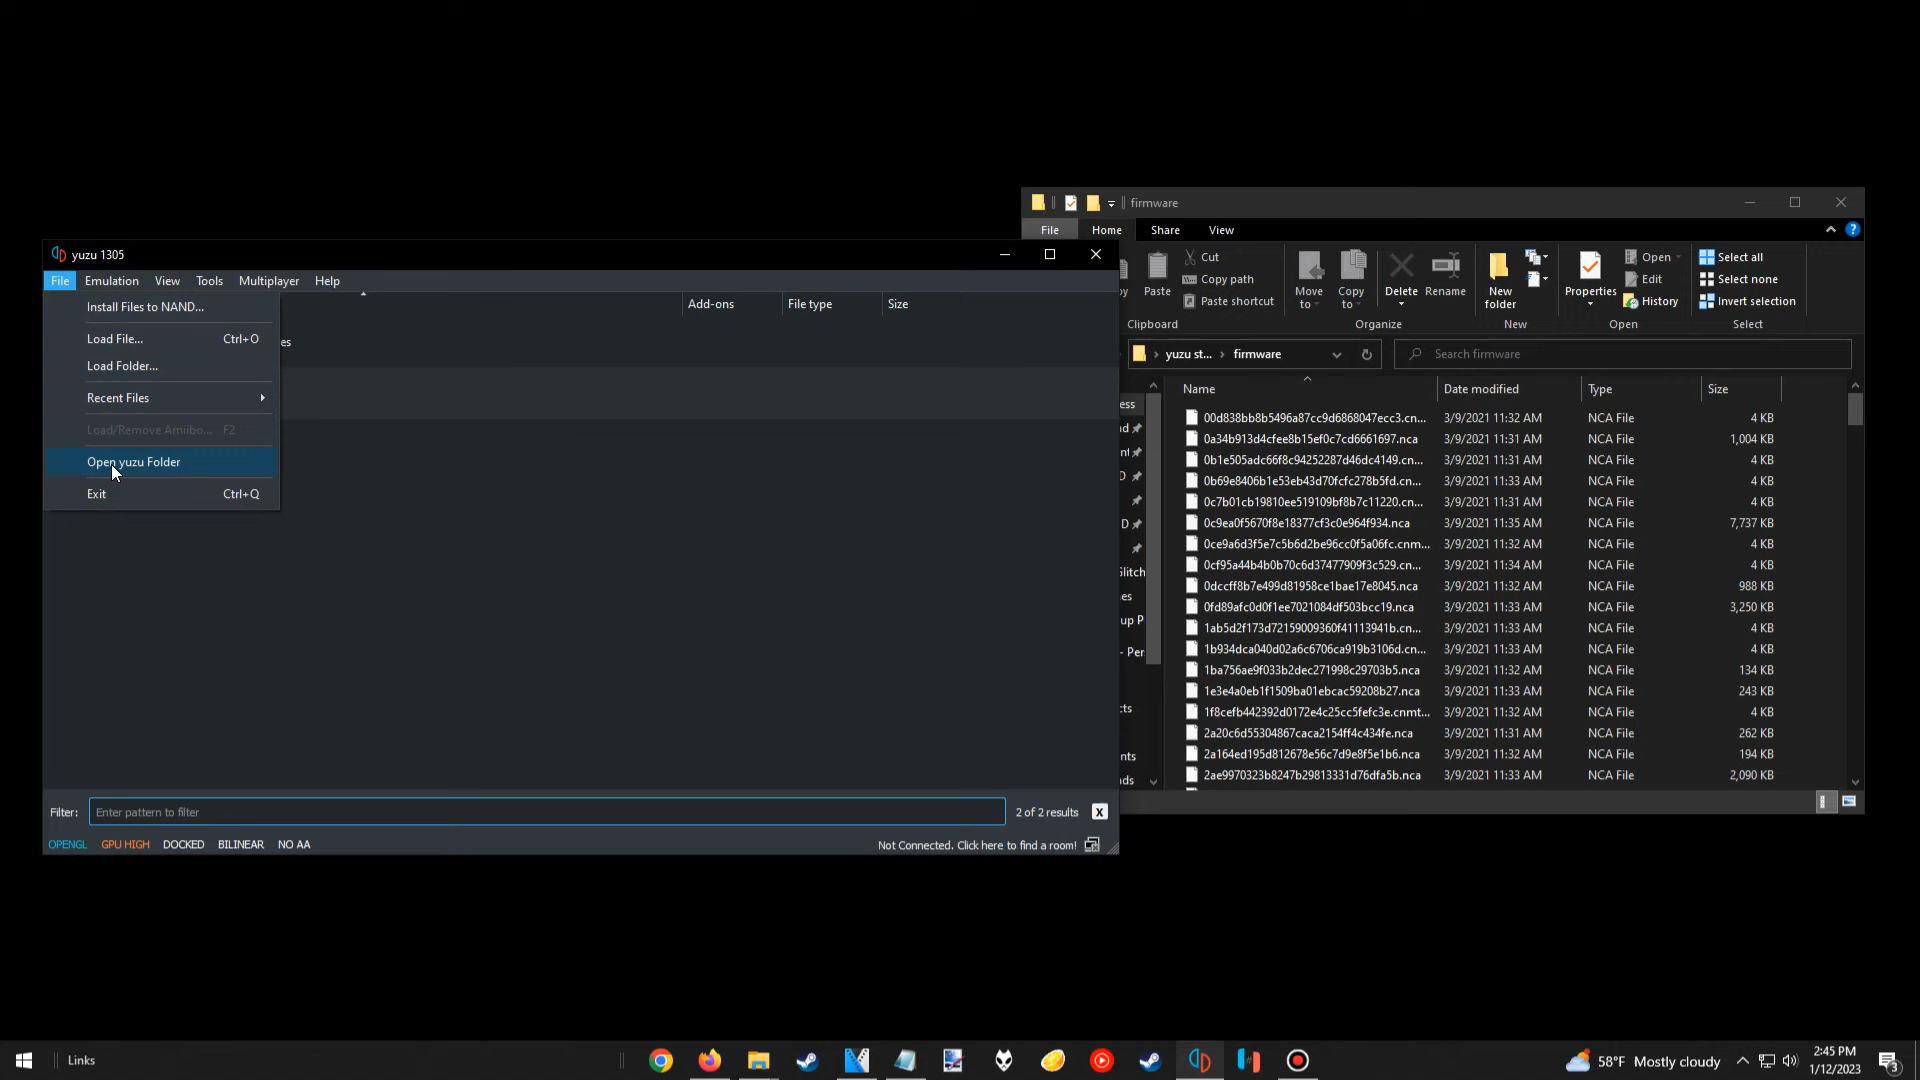 firmware
File Home Share View
Cut
Copy path
Paste shortcut
Paste
Move to
Copy to
Delete
Rename
New folder
Properties
Open
Edit
History
Select all
Select none
Invert selection
Clipboard Organize New Open Select
yuzu st... firmware
Search firmware
Name Date modified Type Size
00d838bb8b5496a87cc9d6868047ecc3.cn... 3/9/2021 11:32 AM NCA File 4 KB
0a34b913d4cfee8b15ef0c7cd6661697.nca 3/9/2021 11:31 AM NCA File 1,004 KB
0b1e505adc66f8c94252287d46dc4149.cn... 3/9/2021 11:31 AM NCA File 4 KB
0b69e8406b1e53eb43d70fcfc278b5fd.cn... 3/9/2021 11:33 AM NCA File 4 KB
0c7b01cb19810ee519109bf8b7c11220.cn... 3/9/2021 11:31 AM NCA File 4 KB
0c9ea0f5670f8e18377cf3c0e964f934.nca 3/9/2021 11:35 AM NCA File 7,737 KB
0ce9a6d3f5e7c5b6d2be96cc0f5a06fc.cnm... 3/9/2021 11:32 AM NCA File 4 KB
0cf95a44b4b0b70c6d37477909f3c529.cn... 3/9/2021 11:34 AM NCA File 4 KB
0dccff8b7e499d81958ce1bae17e8045.nca 3/9/2021 11:32 AM NCA File 988 KB
0fd89afc0d0f1ee7021084df503bcc19.nca 3/9/2021 11:33 AM NCA File 3,250 KB
1ab5d2f173d72159009360f41113941b.cn... 3/9/2021 11:33 AM NCA File 4 KB
1b934dca040d02a6c6706ca919b3106d.cn... 3/9/2021 11:33 AM NCA File 4 KB
1ba756ae9f033b2dec271998c29703b5.nca 3/9/2021 11:32 AM NCA File 134 KB
1e3e4a0eb1f1509ba01ebcac59208b27.nca 3/9/2021 11:33 AM NCA File 243 KB
1f8cefb442392d0172e4c25cc5fefc3e.cnmt... 3/9/2021 11:32 AM NCA File 4 KB
2a20c6d55304867caca2154ff4c434fe.nca 3/9/2021 11:31 AM NCA File 262 KB
2a164ed195d812678e56c7d9e8f5e1b6.nca 3/9/2021 11:32 AM NCA File 194 KB
2ae9970323b8247b29813331d76dfa5b.nca 3/9/2021 11:33 AM NCA File 2,090 KB
yuzu 1305
File Emulation View Tools Multiplayer Help
Add-ons File type Size
Install Files to NAND...
Load File... Ctrl+O
Load Folder...
Recent Files
Load/Remove Amiibo... F2
Open yuzu Folder
Exit Ctrl+Q
Filter: Enter pattern to filter 2 of 2 results X
OPENGL GPU HIGH DOCKED BILINEAR NO AA
Not Connected. Click here to find a room!
Links
58°F Mostly cloudy
2:45 PM
1/12/2023
3